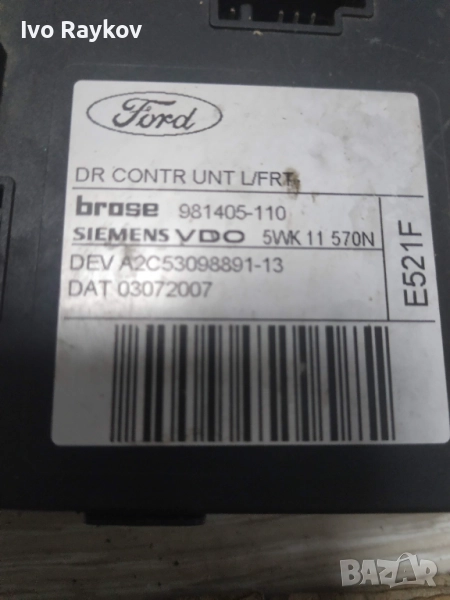 Ivo Raykov
Ford
DR CONTR UNT L/FRT
brose 981405-110
SIEMENS VDO 5WK 11 570N
DEV A2C53098891-13
DAT 03072007
E521F
BAZAR